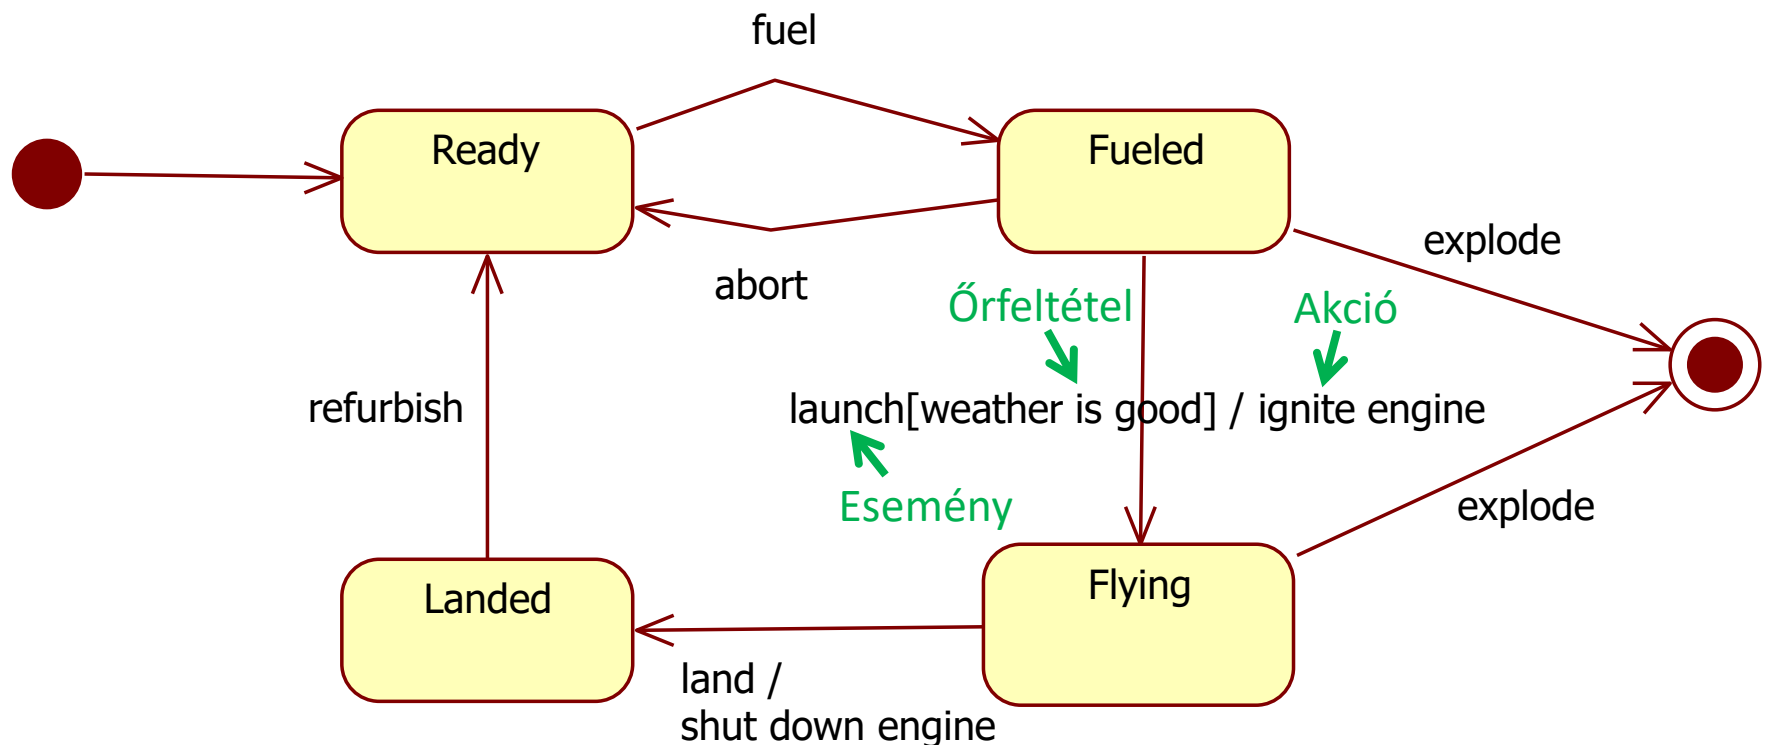 fuel
Ready
Fueled
explode
abort
Őrfeltétel
Akció
refurbish
launch[weather is good] / ignite engine
Esemény
explode
Landed
Flying
land /
shut down engine